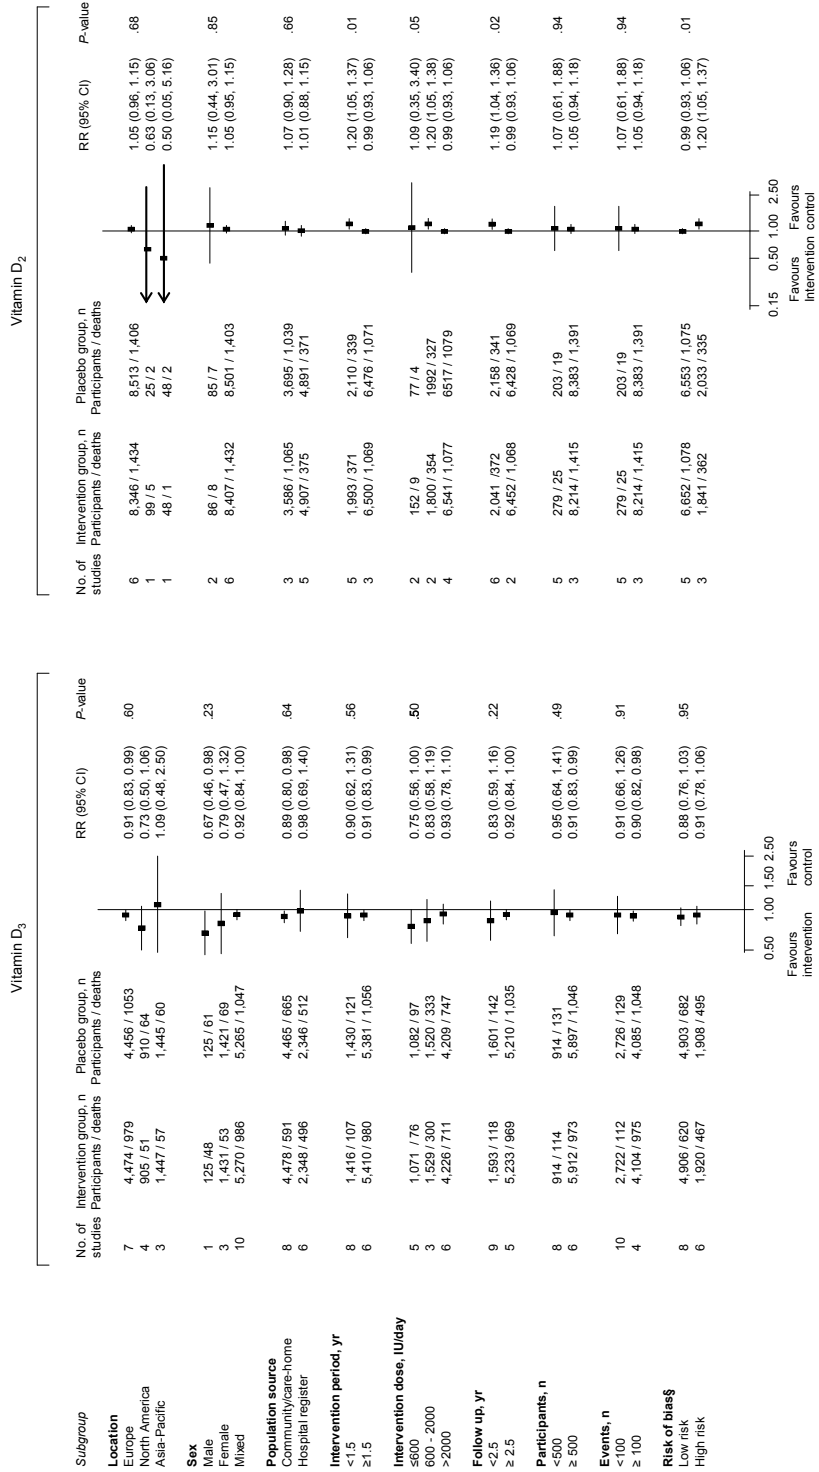 Vitamin D3 Vitamin D2
Subgroup No. of studies Intervention group, n Participants / deaths Placebo group, n Participants / deaths RR (95% CI) P-value No. of studies Intervention group, n Participants / deaths Placebo group, n Participants / deaths RR (95% CI) P-value
Location
Europe 7 4,474 / 979 4,456 / 1053 0.91 (0.83, 0.99) .60 6 8,346 / 1,434 8,513 / 1,406 1.05 (0.96, 1.15) .68
North America 4 905 / 51 910 / 64 0.73 (0.50, 1.06) 1 99 / 5 25 / 2 0.63 (0.13, 3.06)
Asia-Pacific 3 1,447 / 57 1,445 / 60 1.09 (0.48, 2.50) 1 48 / 1 48 / 2 0.50 (0.05, 5.16)
Sex
Male 1 125 /48 125 / 61 0.67 (0.46, 0.98) .23 2 86 / 8 85 / 7 1.15 (0.44, 3.01) .85
Female 3 1,431 / 53 1,421 / 69 0.79 (0.47, 1.32) 6 8,407 / 1,432 8,501 / 1,403 1.05 (0.95, 1.15)
Mixed 10 5,270 / 986 5,265 / 1,047 0.92 (0.84, 1.00)
Population source
Community/care-home 8 4,478 / 591 4,465 / 665 0.89 (0.80, 0.98) .64 3 3,586 / 1,065 3,695 / 1,039 1.07 (0.90, 1.28) .66
Hospital register 6 2,348 / 496 2,346 / 512 0.98 (0.69, 1.40) 5 4,907 / 375 4,891 / 371 1.01 (0.88, 1.15)
Intervention period, yr
<1.5 8 1,416 / 107 1,430 / 121 0.90 (0.62, 1.31) .56 5 1,993 / 371 2,110 / 339 1.20 (1.05, 1.37) .01
≥1.5 6 5,410 / 980 5,381 / 1,056 0.91 (0.83, 0.99) 3 6,500 / 1,069 6,476 / 1,071 0.99 (0.93, 1.06)
Intervention dose, IU/day
≤600 5 1,071 / 76 1,082 / 97 0.75 (0.56, 1.00) .50 2 152 / 9 77 / 4 1.09 (0.35, 3.40) .05
600 - 2000 3 1,529 / 300 1,520 / 333 0.83 (0.58, 1.19) 2 1,800 / 354 1992 / 327 1.20 (1.05, 1.38)
>2000 6 4,226 / 711 4,209 / 747 0.93 (0.78, 1.10) 4 6,541 / 1,077 6517 / 1079 0.99 (0.93, 1.06)
Follow up, yr
<2.5 9 1,593 / 118 1,601 / 142 0.83 (0.59, 1.16) .22 6 2,041 /372 2,158 / 341 1.19 (1.04, 1.36) .02
≥ 2.5 5 5,233 / 969 5,210 / 1,035 0.92 (0.84, 1.00) 2 6,452 / 1,068 6,428 / 1,069 0.99 (0.93, 1.06)
Participants, n
<500 8 914 / 114 914 / 131 0.95 (0.64, 1.41) .49 5 279 / 25 203 / 19 1.07 (0.61, 1.88) .94
≥ 500 6 5,912 / 973 5,897 / 1,046 0.91 (0.83, 0.99) 3 8,214 / 1,415 8,383 / 1,391 1.05 (0.94, 1.18)
Events, n
<100 10 2,722 / 112 2,726 / 129 0.91 (0.66, 1.26) .91 5 279 / 25 203 / 19 1.07 (0.61, 1.88) .94
≥ 100 4 4,104 / 975 4,085 / 1,048 0.90 (0.82, 0.98) 3 8,214 / 1,415 8,383 / 1,391 1.05 (0.94, 1.18)
Risk of bias§
Low risk 8 4,906 / 620 4,903 / 682 0.88 (0.76, 1.03) .95 5 6,652 / 1,078 6,553 / 1,075 0.99 (0.93, 1.06) .01
High risk 6 1,920 / 467 1,908 / 495 0.91 (0.78, 1.06) 3 1,841 / 362 2,033 / 335 1.20 (1.05, 1.37)
0.50 1.00 1.50 2.50 0.15 0.50 1.00 2.50
Favours intervention Favours control Favours Intervention Favours control